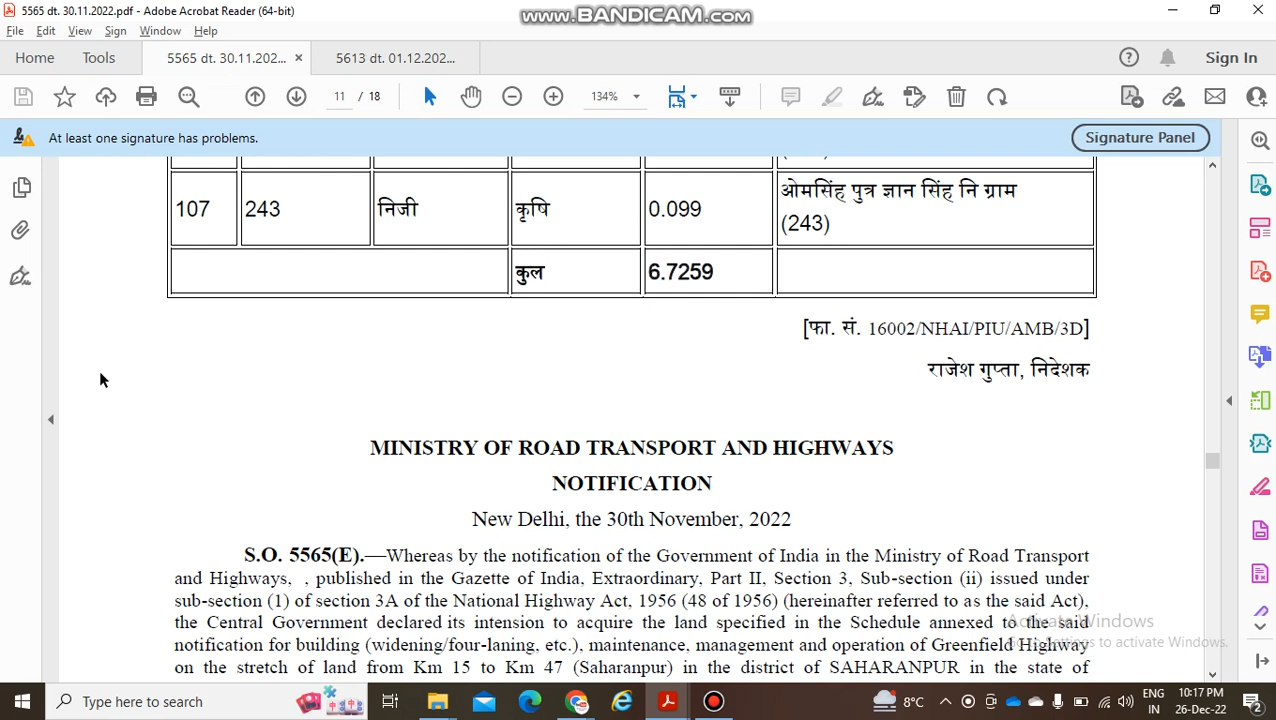 5565 dt. 30.11.2022.pdf - Adobe Acrobat Reader (64-bit)
www.BANDICAM.com
File Edit View Sign Window Help
Home Tools 5565 dt. 30.11.202... × 5613 dt. 01.12.202... Sign In
11 / 18 134%
At least one signature has problems. Signature Panel
107 243 निजी कृषि 0.099 ओमसिंह पुत्र ज्ञान सिंह नि ग्राम
(243)
कुल 6.7259
[फा. सं. 16002/NHAI/PIU/AMB/3D]
राजेश गुप्ता, निदेशक
MINISTRY OF ROAD TRANSPORT AND HIGHWAYS
NOTIFICATION
New Delhi, the 30th November, 2022
S.O. 5565(E).—Whereas by the notification of the Government of India in the Ministry of Road Transport
and Highways, , published in the Gazette of India, Extraordinary, Part II, Section 3, Sub-section (ii) issued under
sub-section (1) of section 3A of the National Highway Act, 1956 (48 of 1956) (hereinafter referred to as the said Act),
the Central Government declared its intension to acquire the land specified in the Schedule annexed to the said
notification for building (widening/four-laning, etc.), maintenance, management and operation of Greenfield Highway
on the stretch of land from Km 15 to Km 47 (Saharanpur) in the district of SAHARANPUR in the state of
Activate Windows
Go to Settings to activate Windows.
Type here to search
8°C
ENG
IN
10:17 PM
26-Dec-22
2